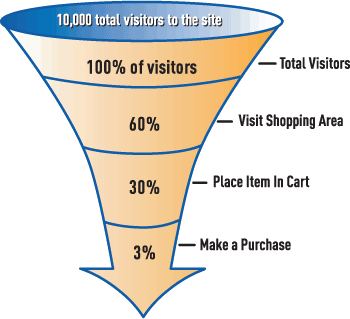 10,000 total visitors to the site
100% of visitors
Total Visitors
60%
Visit Shopping Area
30%
Place Item In Cart
3%
Make a Purchase